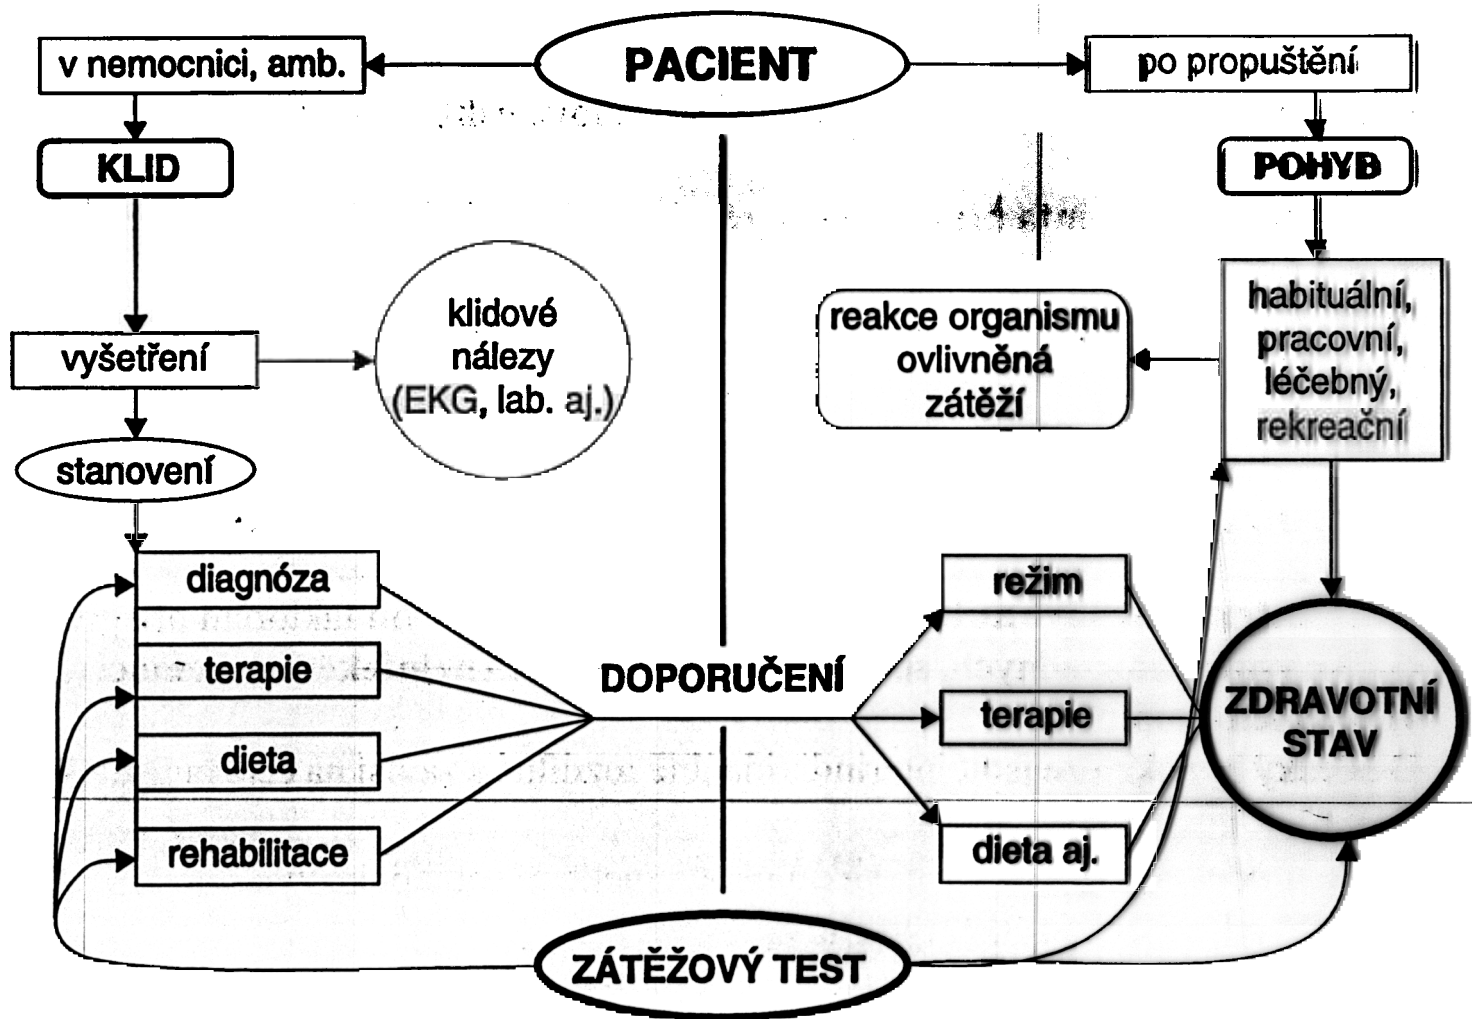 PACIENT
v nemocnici, amb.
po propuštění
KLID
POHYB
klidové
nálezy
(EKG, lab. aj.)
vyšetření
reakce organismu
ovlivněná
zátěží
habituální,
pracovní,
léčebný,
rekreační
stanovení
diagnóza
terapie
dieta
rehabilitace
DOPORUČENÍ
režim
terapie
dieta aj.
ZDRAVOTNÍ
STAV
ZÁTĚŽOVÝ TEST